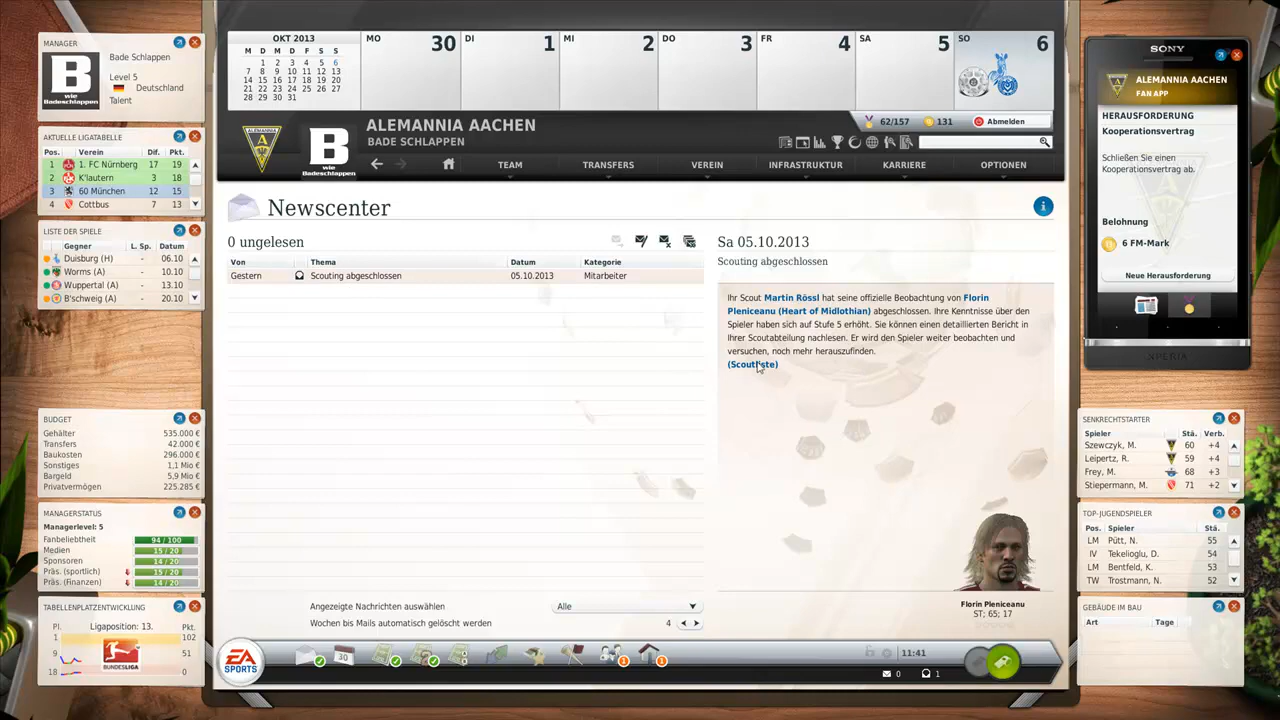 MANAGER
Bade Schlappen
Level 5
Deutschland
Talent
B
wie
Badeschlappen
AKTUELLE LIGATABELLE
Pos. Verein Dif. Pkt.
1 1. FC Nürnberg 17 19
2 K'lautern 3 18
3 60 München 12 15
4 Cottbus 7 13
LISTE DER SPIELE
Gegner L. Sp. Datum
Duisburg (H) - 06.10
Worms (A) - 10.10
Wuppertal (A) - 13.10
B'schweig (A) - 20.10
BUDGET
Gehälter 535.000 €
Transfers 42.000 €
Baukosten 296.000 €
Sonstiges 1,1 Mio €
Bargeld 5,9 Mio €
Privatvermögen 225.285 €
MANAGERSTATUS
Managerlevel: 5
Fanbeliebtheit 94 / 100
Medien 15 / 20
Sponsoren 14 / 20
Präs. (sportlich) 15 / 20
Präs. (Finanzen) 14 / 20
TABELLENPLATZENTWICKLUNG
Pl. Ligaposition: 13. Pkt.
1 102
9 51
18 0
BUNDESLIGA
OKT 2013
M D M D F S S
1 2 3 4 5 6
7 8 9 10 11 12 13
14 15 16 17 18 19 20
21 22 23 24 25 26 27
28 29 30 31
MO 30
DI 1
MI 2
DO 3
FR 4
SA 5
SO 6
62/157 131 Abmelden
ALEMANNIA
B
wie
Badeschlappen
ALEMANNIA AACHEN
BADE SCHLAPPEN
TEAM TRANSFERS VEREIN INFRASTRUKTUR KARRIERE OPTIONEN
Newscenter
0 ungelesen
Von Thema Datum Kategorie
Gestern Scouting abgeschlossen 05.10.2013 Mitarbeiter
Sa 05.10.2013
Scouting abgeschlossen
Ihr Scout Martin Rössl hat seine offizielle Beobachtung von Florin
Pleniceanu (Heart of Midlothian) abgeschlossen. Ihre Kenntnisse über den
Spieler haben sich auf Stufe 5 erhöht. Sie können einen detaillierten Bericht in
Ihrer Scoutabteilung nachlesen. Er wird den Spieler weiter beobachten und
versuchen, noch mehr herauszufinden.
(Scoutliste)
Florin Pleniceanu
ST; 65; 17
Angezeigte Nachrichten auswählen Alle
Wochen bis Mails automatisch gelöscht werden 4
EA
SPORTS
30
1
1
11:41
0 1
SONY
ALEMANNIA AACHEN
FAN APP
HERAUSFORDERUNG
Kooperationsvertrag
Schließen Sie einen
Kooperationsvertrag ab.
Belohnung
6 FM-Mark
Neue Herausforderung
XPERIA
SENKRECHTSTARTER
Spieler Stä. Verb.
Szewczyk, M. 60 +4
Leipertz, R. 59 +4
Frey, M. 68 +3
Stiepermann, M. 71 +2
TOP-JUGENDSPIELER
Pos. Spieler Stä.
LM Pütt, N. 55
IV Tekelioglu, D. 54
LM Bentfeld, K. 53
TW Trostmann, N. 52
GEBÄUDE IM BAU
Art Tage